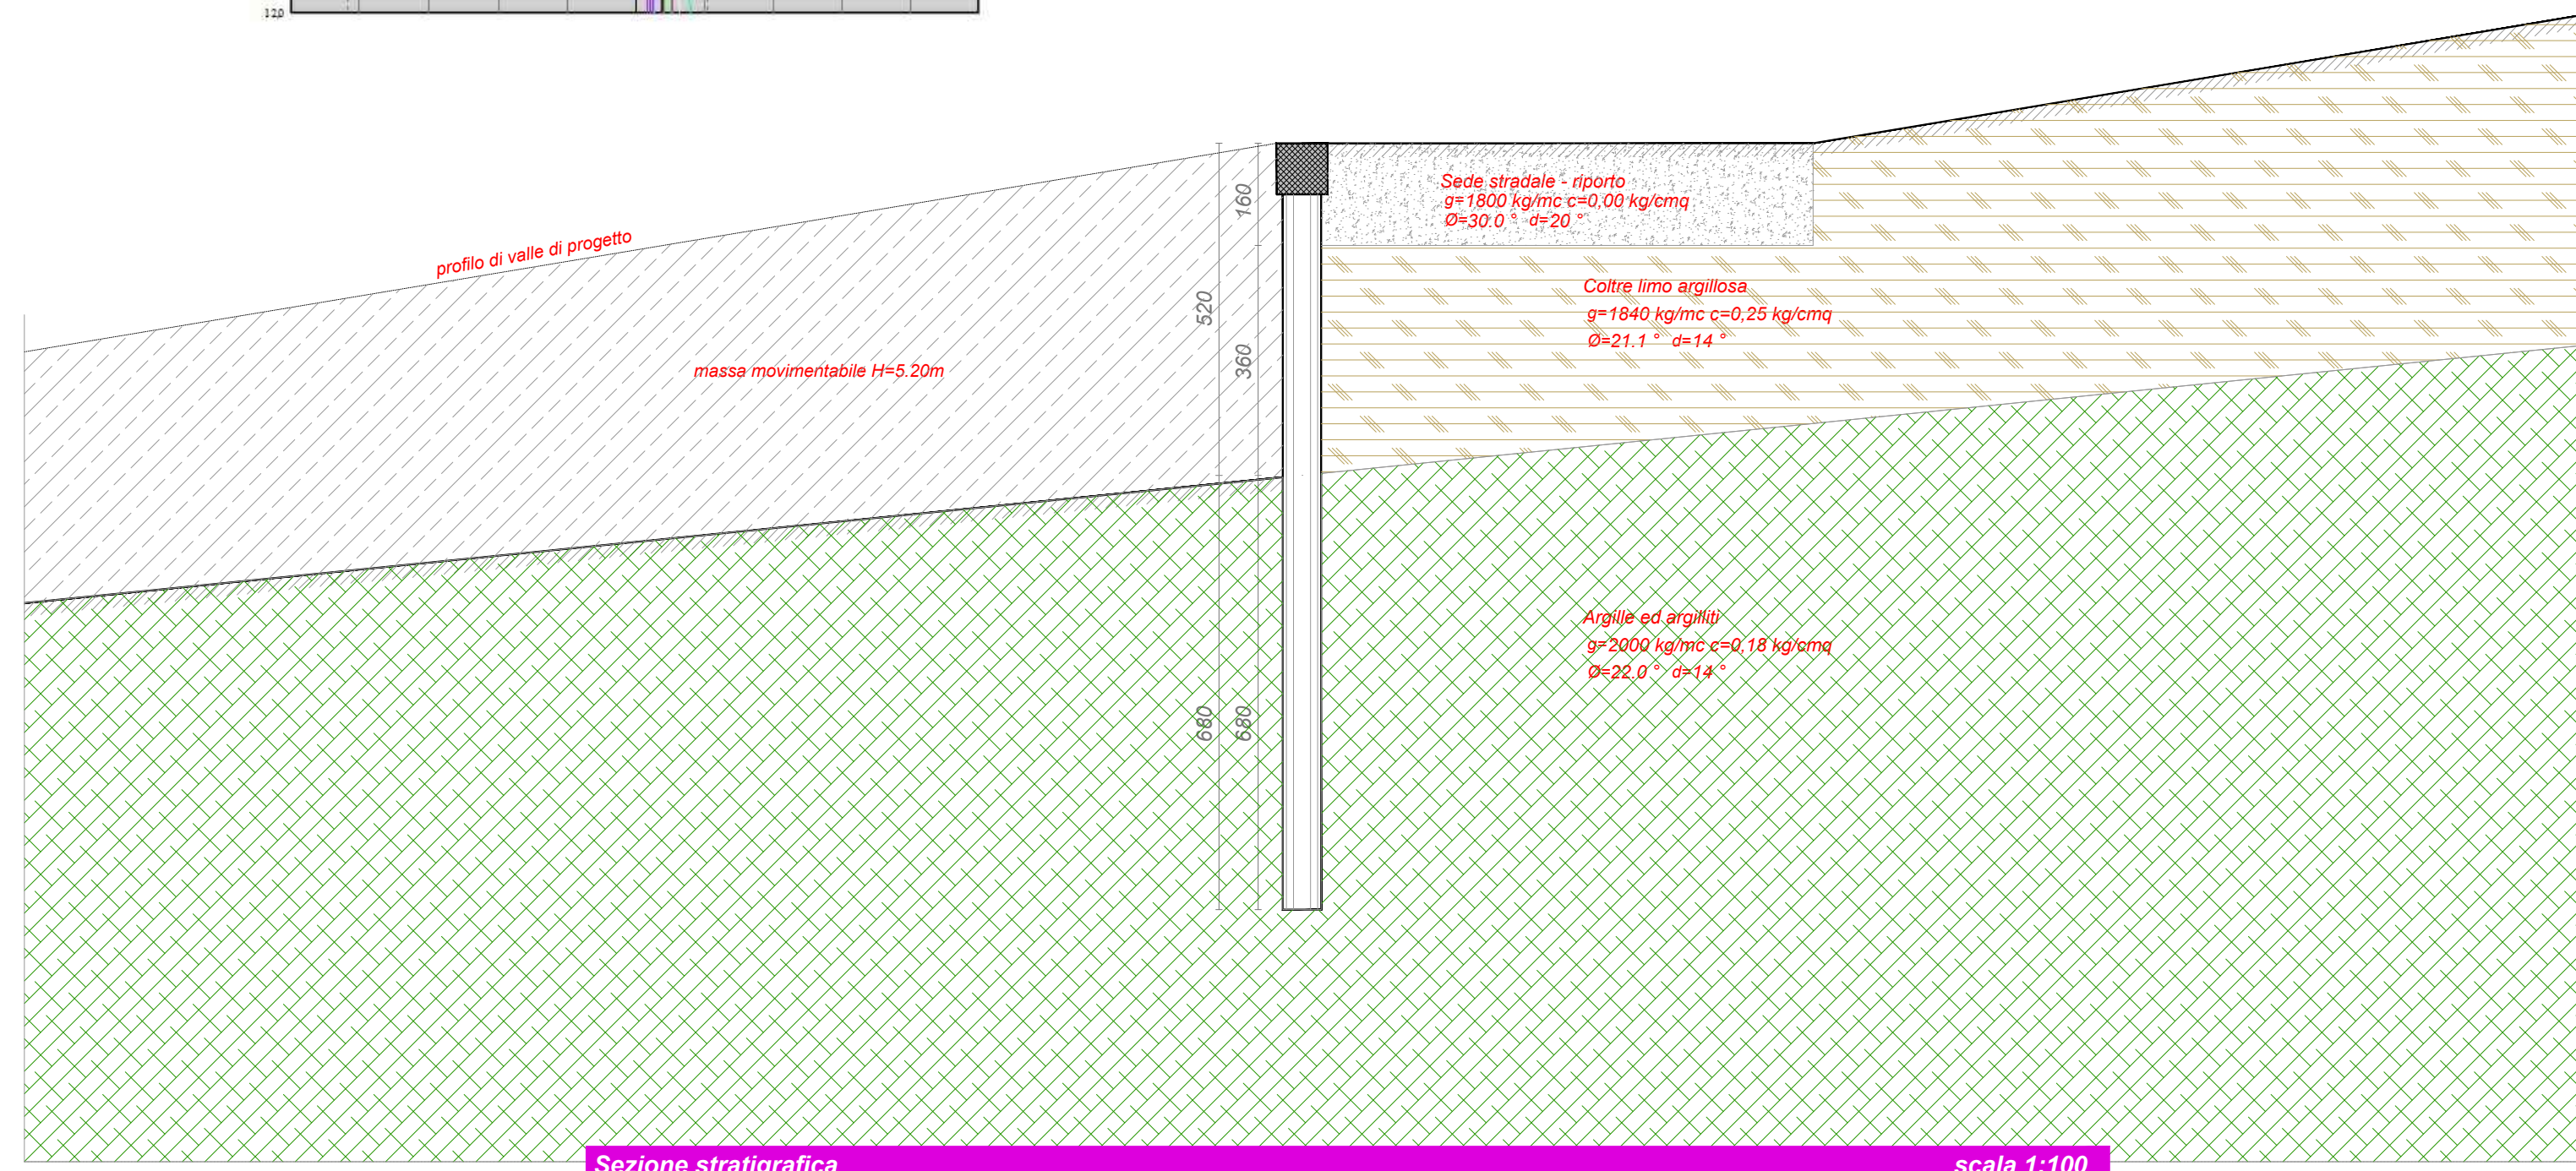 120
profilo di valle di progetto
massa movimentabile H=5.20m
160
520
360
680
680
Sede stradale - riporto
g=1800 kg/mc c=0,00 kg/cmq
Ø=30.0 ° d=20 °
Coltre limo argillosa
g=1840 kg/mc c=0,25 kg/cmq
Ø=21.1 ° d=14 °
Argille ed argilliti
g=2000 kg/mc c=0,18 kg/cmq
Ø=22.0 ° d=14 °
Sezione stratigrafica scala 1:100